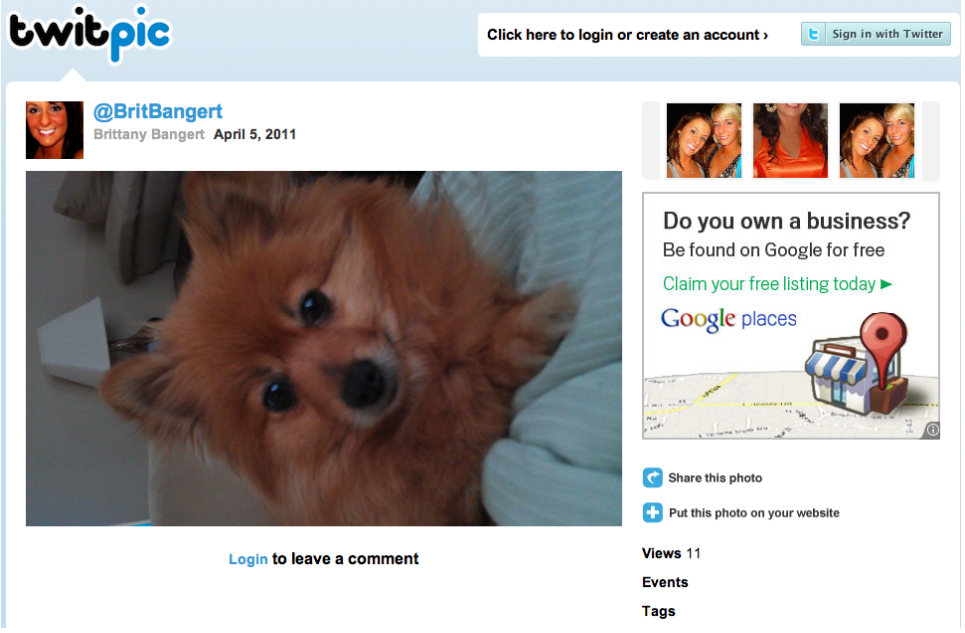 twitpic
Click here to login or create an account ›
Sign in with Twitter
@BritBangert
Brittany Bangert April 5, 2011
Do you own a business?
Be found on Google for free
Claim your free listing today ►
Google places
Share this photo
Put this photo on your website
Login to leave a comment
Views 11
Events
Tags